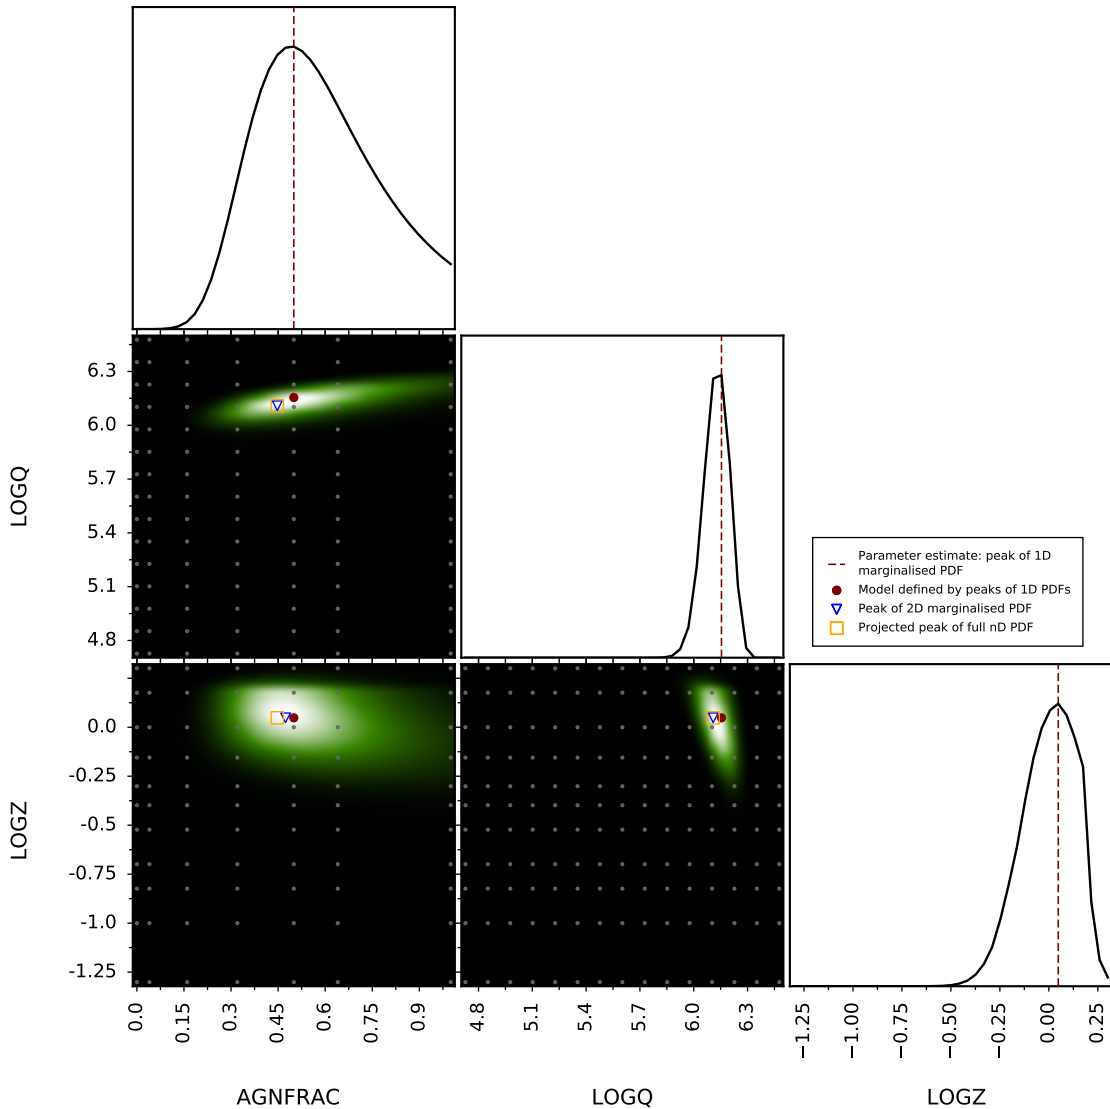 6.3
6.0
5.7
5.4
5.1
4.8
LOGQ
Parameter estimate: peak of 1D
marginalised PDF
Model defined by peaks of 1D PDFs
Peak of 2D marginalised PDF
Projected peak of full nD PDF
0.0
-0.25
-0.5
-0.75
-1.0
-1.25
LOGZ
0.0 0.15 0.3 0.45 0.6 0.75 0.9
4.8 5.1 5.4 5.7 6.0 6.3
−1.25 −1.00 −0.75 −0.50 −0.25 0.00 0.25
AGNFRAC LOGQ LOGZ